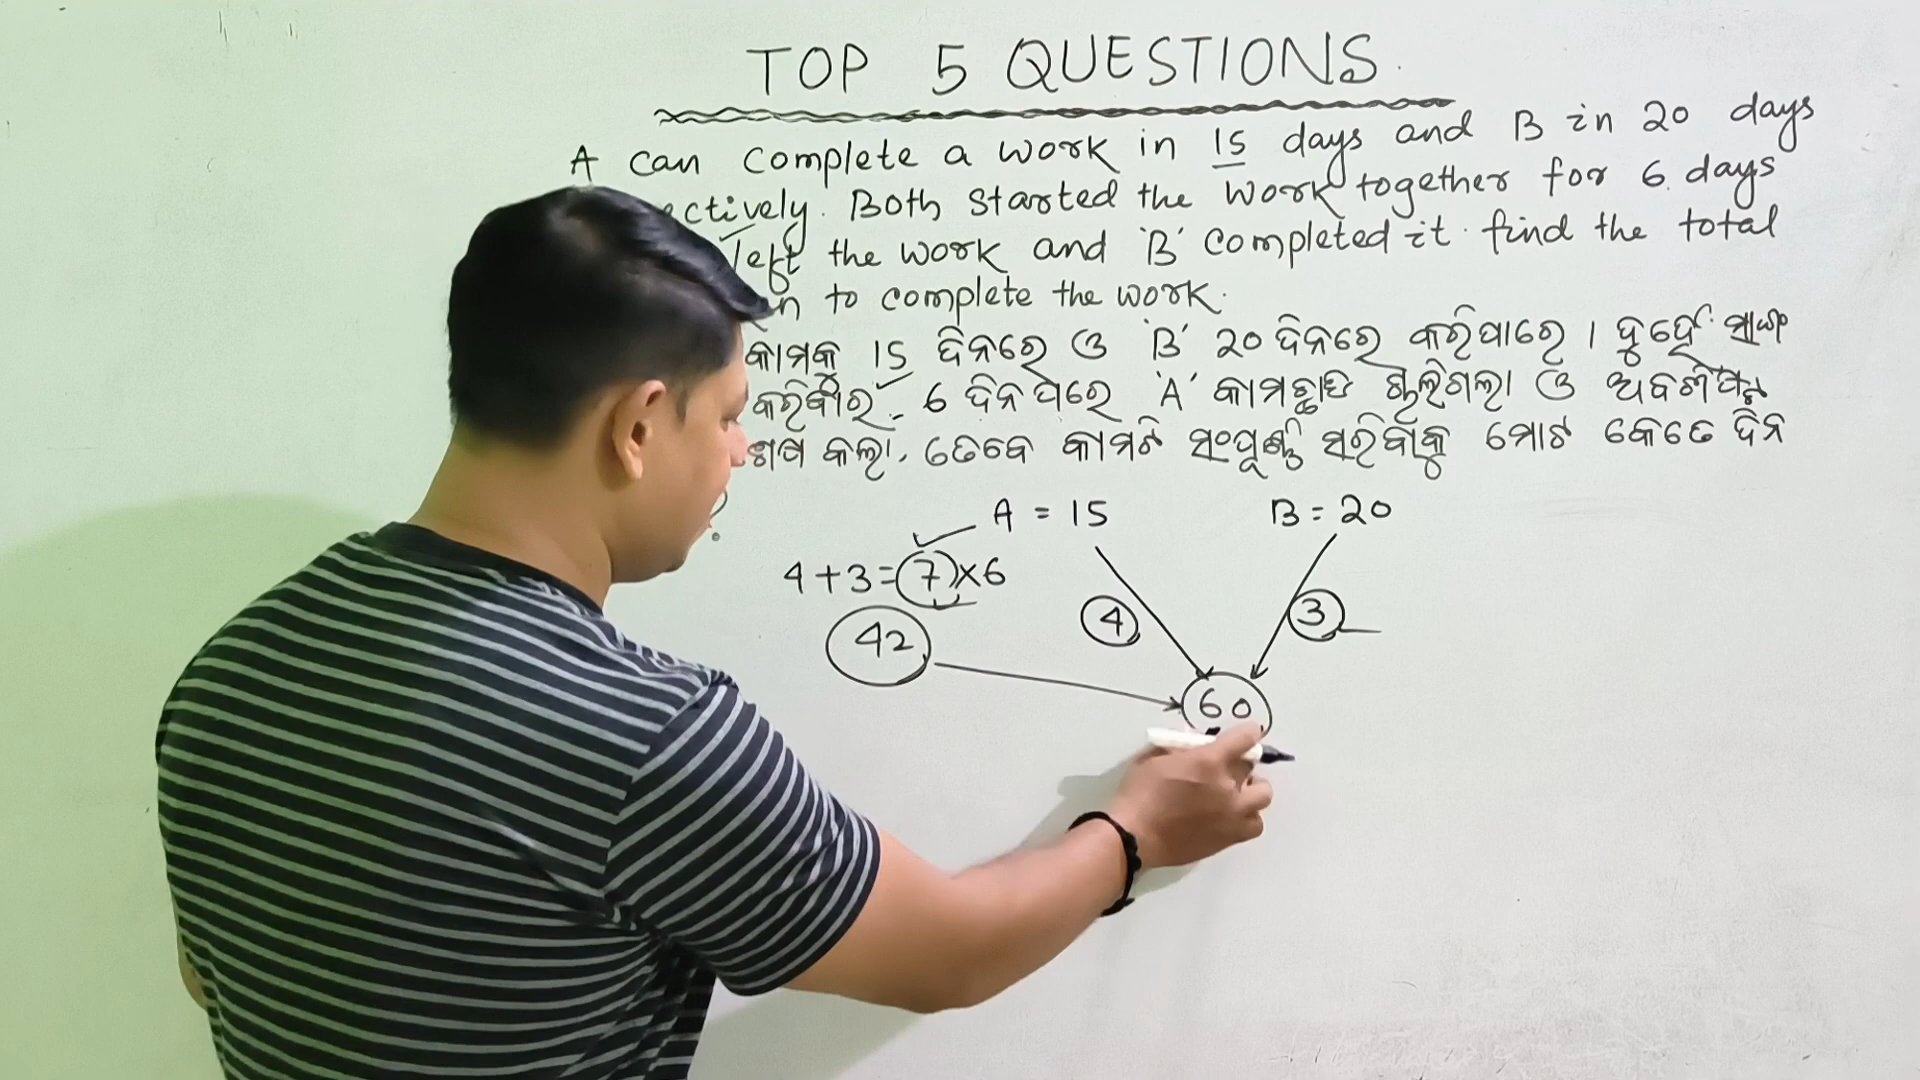 TOP 5 QUESTIONS
A can complete a work in 15 days and B in 20 days
ectively. Both started the work together for 6 days
left the work and 'B' completed it. find the total
to complete the work.
କାମକୁ 15 ଦିନରେ ଓ 'B' 20 ଦିନରେ କରିପାରେ । ଦୁହେଁ
କରିବାର 6 ଦିନ ପରେ 'A' କାମ ଛାଡି ଚାଲିଗଲା ଓ
ଶେଷ କଲା, ତେବେ କାମଟି ସଂପୂର୍ଣ୍ଣ ସରିବାକୁ ମୋଟ କେତେ ଦିନ
?
A = 15 B = 20
4+3=7×6
4 3
42
60